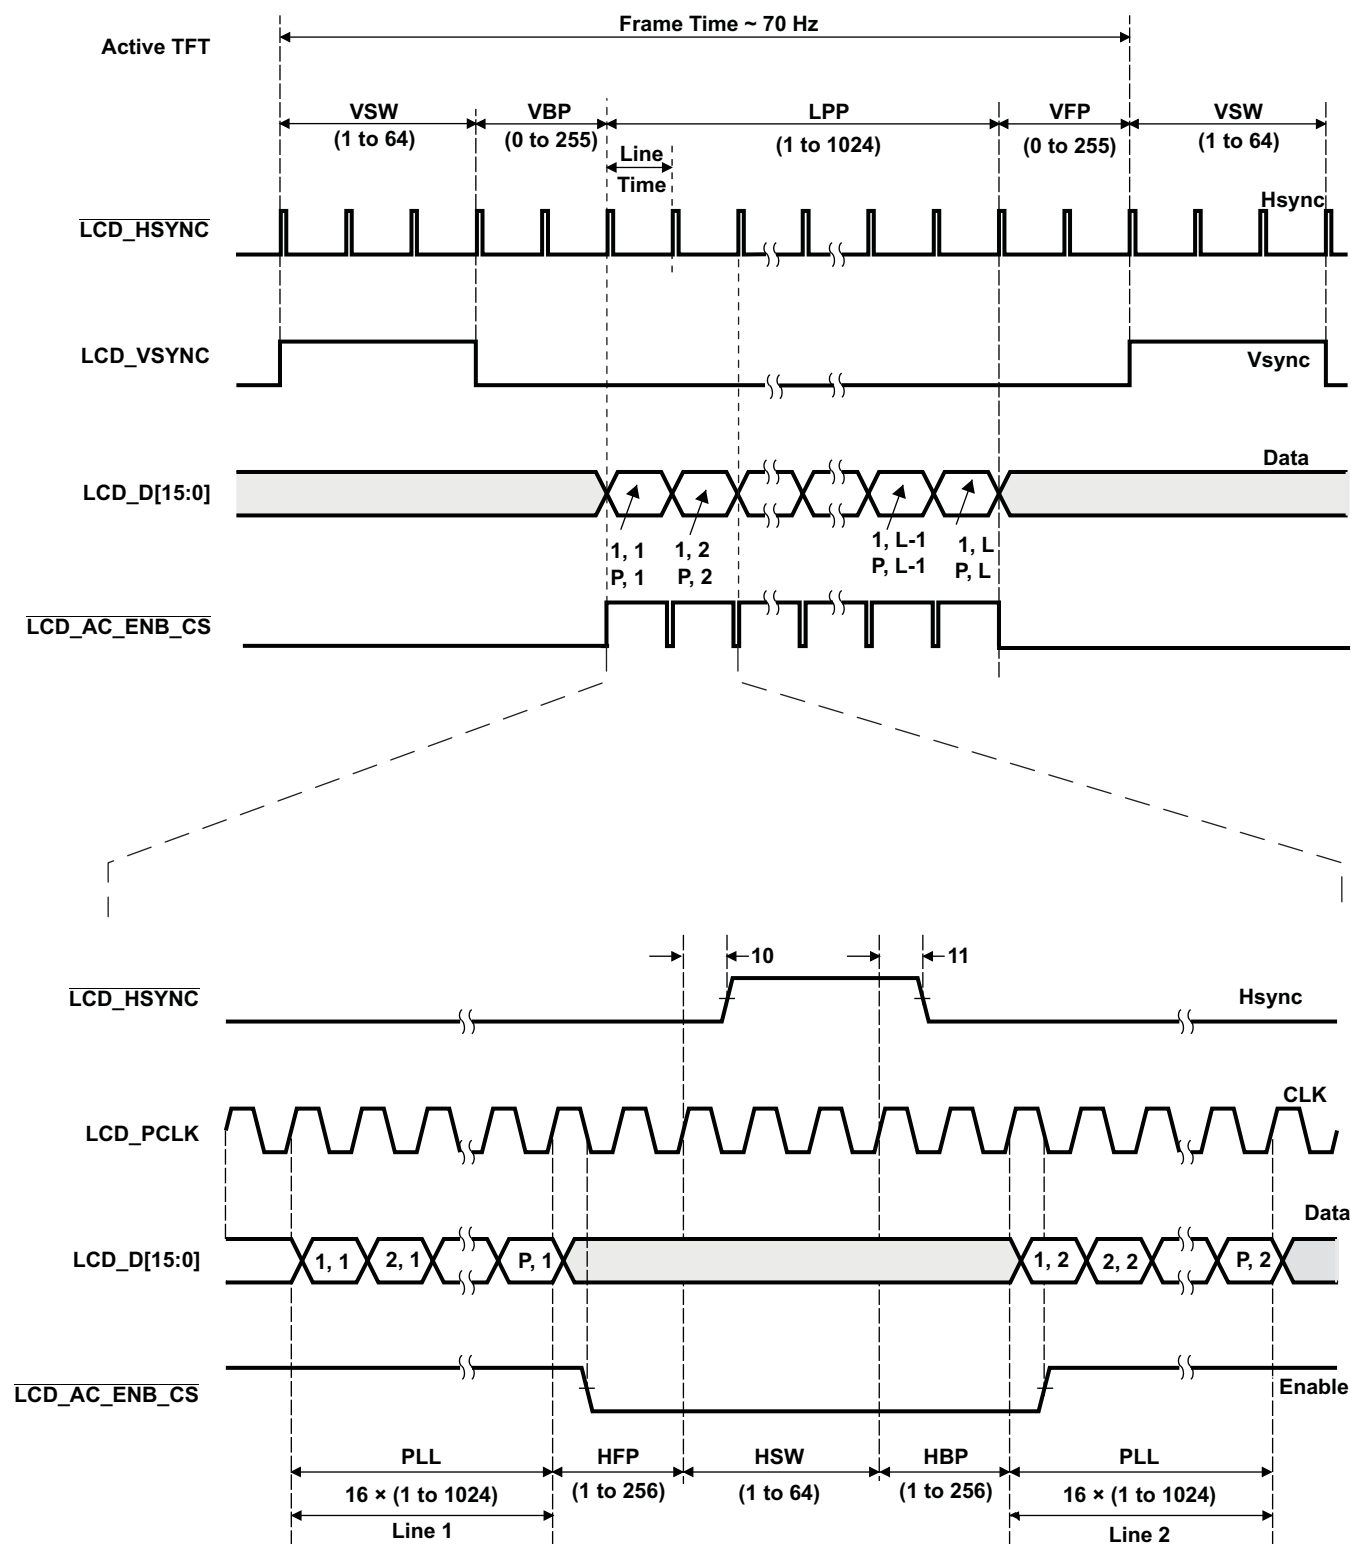 Frame Time ~ 70 Hz
Active TFT
VSW
VBP
LPP
VFP
VSW
(1 to 64)
(0 to 255)
(1 to 1024)
(0 to 255)
(1 to 64)
Line
Time
LCD_HSYNC
Hsync
LCD_VSYNC
Vsync
LCD_D[15:0]
Data
1, 1
P, 1
1, 2
P, 2
1, L-1
P, L-1
1, L
P, L
LCD_AC_ENB_CS
10
11
LCD_HSYNC
Hsync
LCD_PCLK
CLK
Data
LCD_D[15:0]
1, 1
2, 1
P, 1
1, 2
2, 2
P, 2
LCD_AC_ENB_CS
Enable
PLL
HFP
HSW
HBP
PLL
16 × (1 to 1024)
(1 to 256)
(1 to 64)
(1 to 256)
16 × (1 to 1024)
Line 1
Line 2